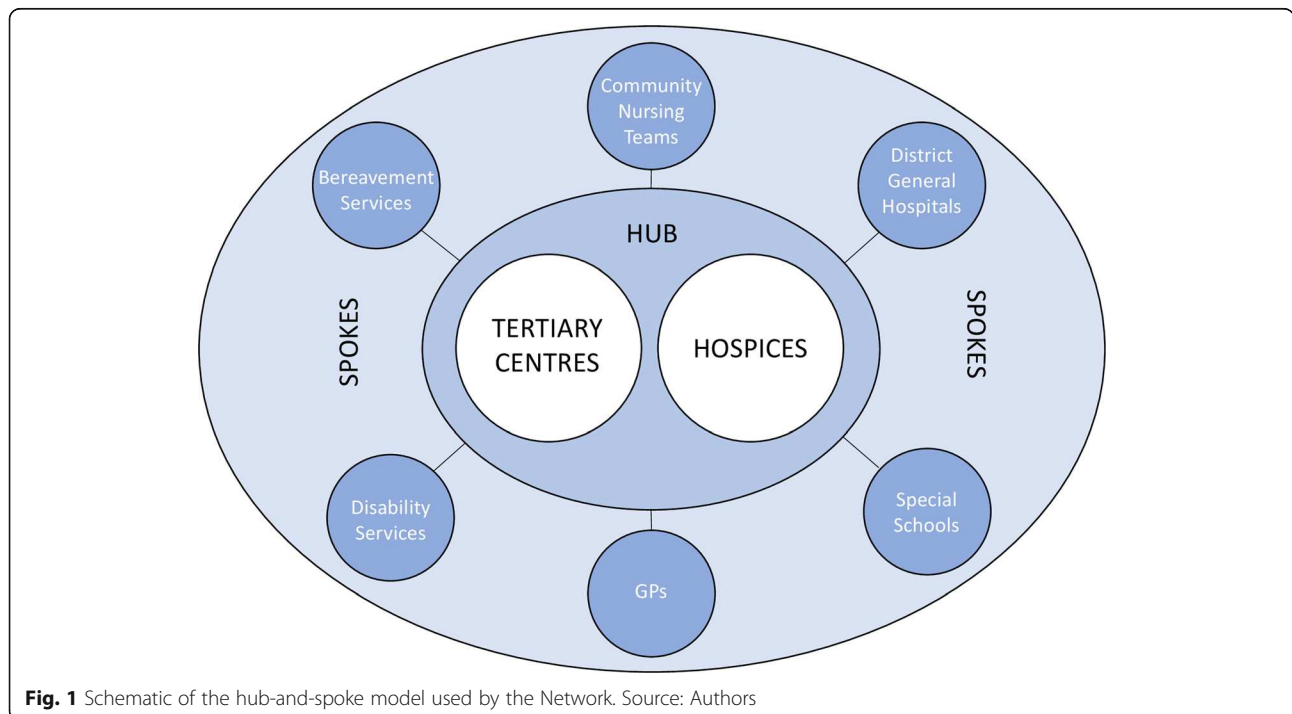 Community
Nursing
Teams
Bereavement
Services
District
General
Hospitals
HUB
SPOKES
TERTIARY
CENTRES
HOSPICES
SPOKES
Disability
Services
Special
Schools
GPs
Fig. 1 Schematic of the hub-and-spoke model used by the Network. Source: Authors